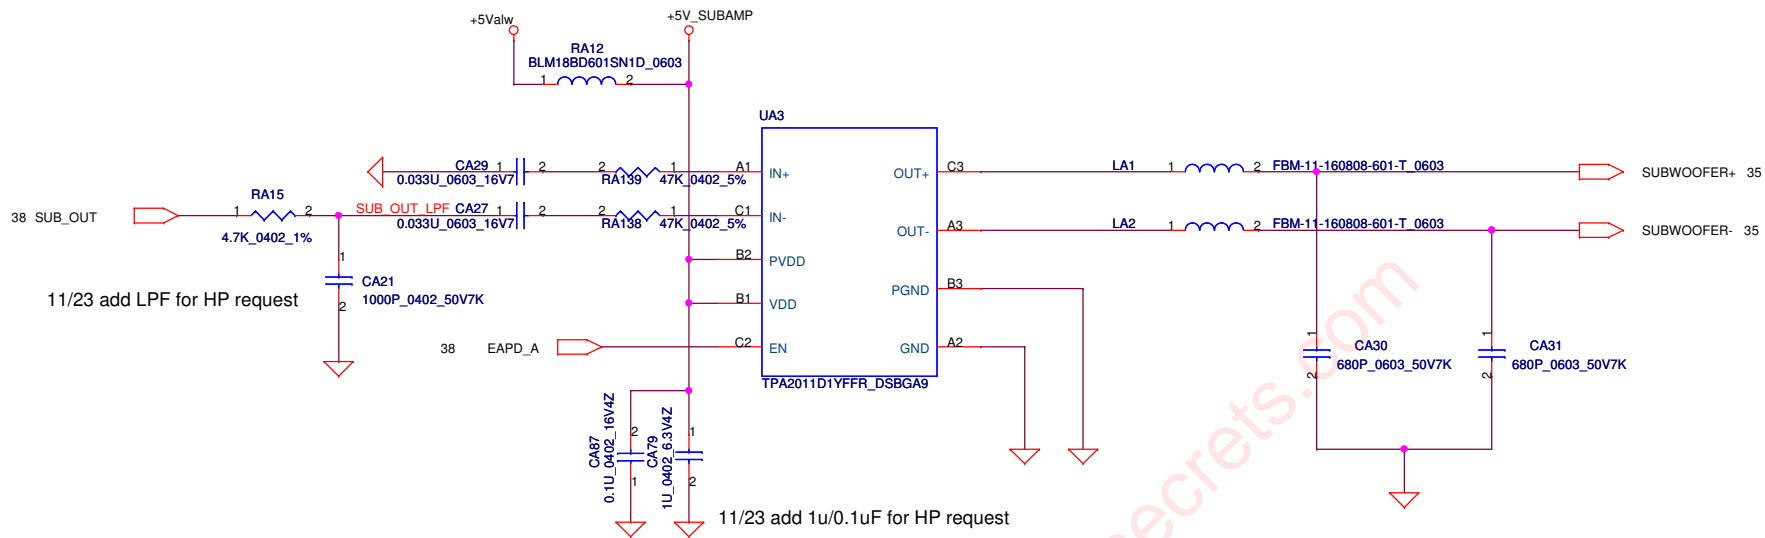 +5Valw
+5V_SUBAMP
RA12
BLM18BD601SN1D_0603
1 2
UA3
CA29 1 2 2 1 A1 IN+
0.033U_0603_16V7 RA139 47K_0402_5%
OUT+ C3 LA1 1 2 FBM-11-160808-601-T_0603 SUBWOOFER+ 35
RA15
38 SUB_OUT 1 2 SUB_OUT_LPF CA27 1 2 2 1 C1 IN-
4.7K_0402_1% 0.033U_0603_16V7 RA138 47K_0402_5%
OUT- A3 LA2 1 2 FBM-11-160808-601-T_0603 SUBWOOFER- 35
B2 PVDD
1
CA21
1000P_0402_50V7K
2
11/23 add LPF for HP request
PGND B3
B1 VDD
38 EAPD_A C2 EN
GND A2
TPA2011D1YFFR_DSBGA9
1
CA30
680P_0603_50V7K
2
1
CA31
680P_0603_50V7K
2
CA87
0.1U_0402_16V4Z
2
1
CA79
1U_0402_6.3V4Z
1
2
11/23 add 1u/0.1uF for HP request
ecrets.com